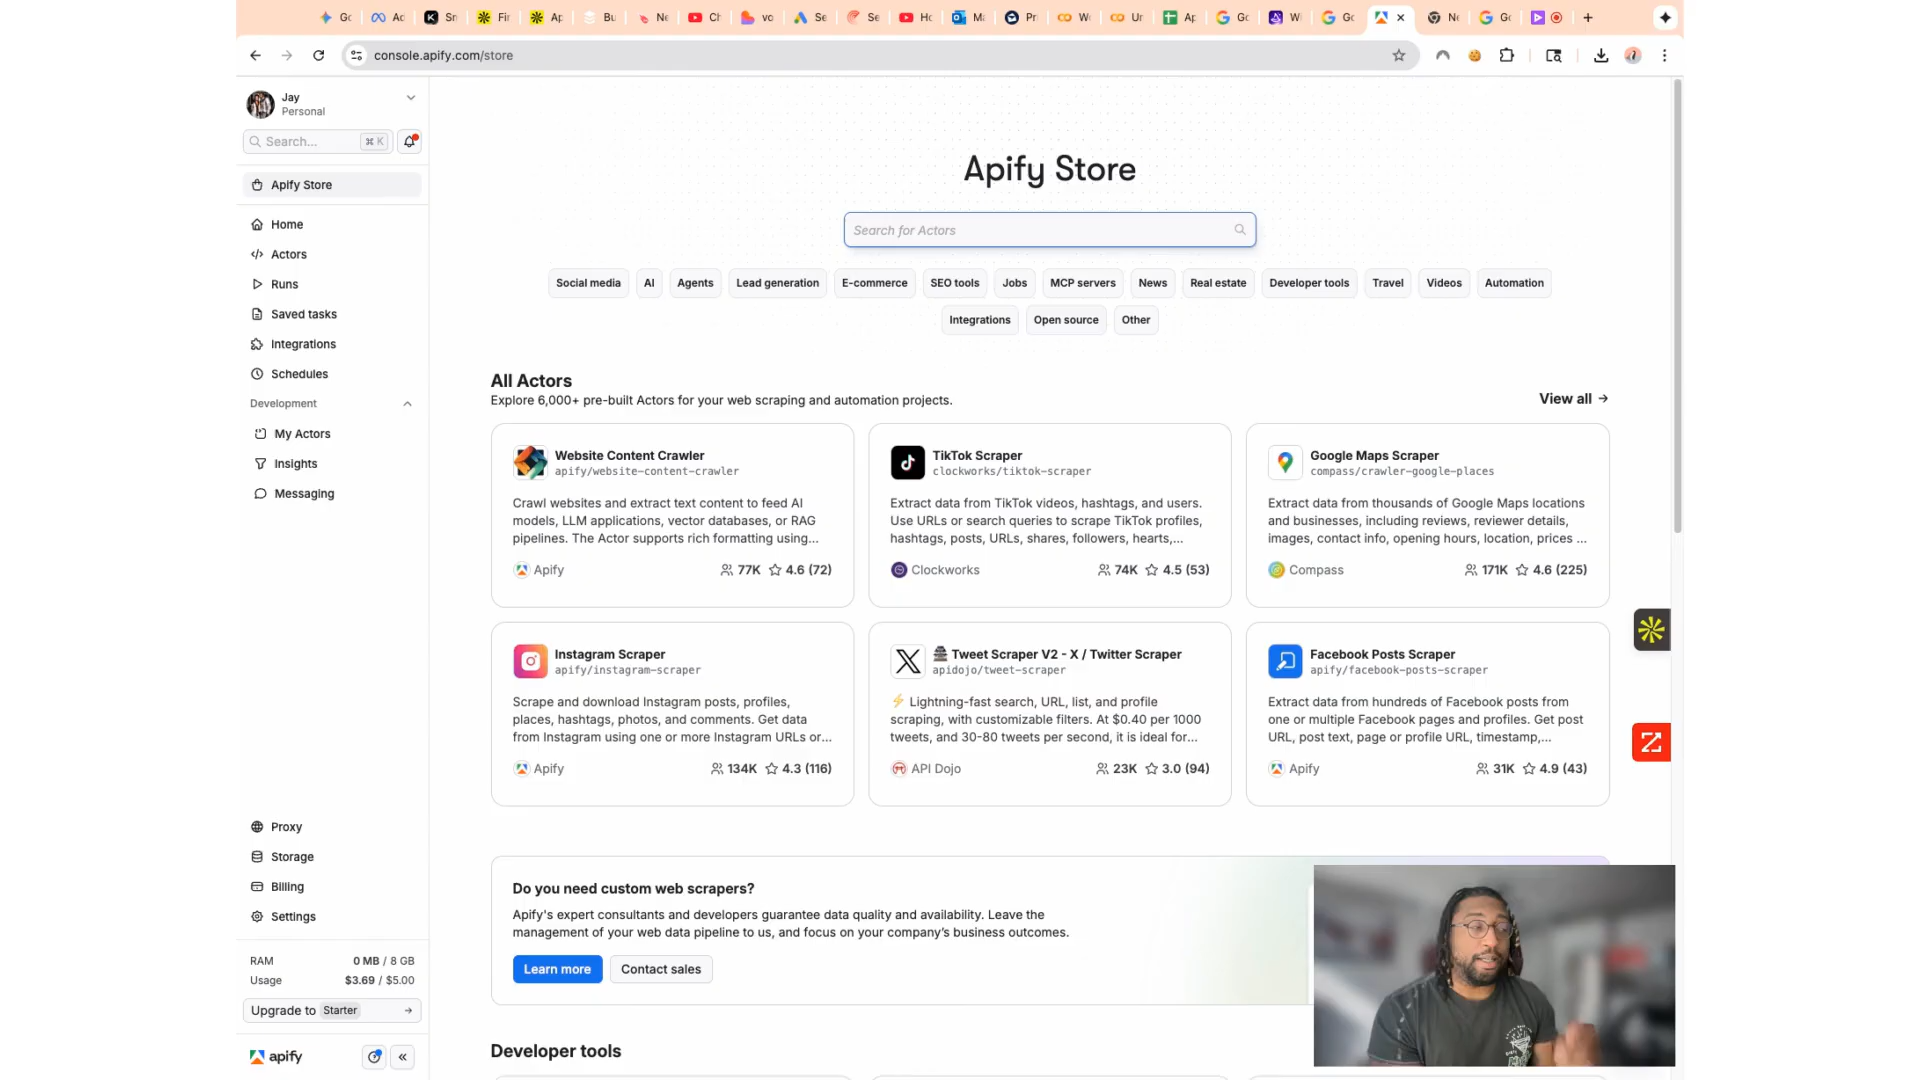 console.apify.com/store
Jay
Personal
Search...
⌘ K
Apify Store
Home
Actors
Runs
Saved tasks
Integrations
Schedules
Development
My Actors
Insights
Messaging
Proxy
Storage
Billing
Settings
RAM 0 MB / 8 GB
Usage $3.69 / $5.00
Upgrade to Starter
apify
Apify Store
Search for Actors
Social media AI Agents Lead generation E-commerce SEO tools Jobs MCP servers News Real estate Developer tools Travel Videos Automation
Integrations Open source Other
All Actors
Explore 6,000+ pre-built Actors for your web scraping and automation projects.
View all
Website Content Crawler
apify/website-content-crawler
Crawl websites and extract text content to feed AI
models, LLM applications, vector databases, or RAG
pipelines. The Actor supports rich formatting using...
Apify 77K 4.6 (72)
TikTok Scraper
clockworks/tiktok-scraper
Extract data from TikTok videos, hashtags, and users.
Use URLs or search queries to scrape TikTok profiles,
hashtags, posts, URLs, shares, followers, hearts,...
Clockworks 74K 4.5 (53)
Google Maps Scraper
compass/crawler-google-places
Extract data from thousands of Google Maps locations
and businesses, including reviews, reviewer details,
images, contact info, opening hours, location, prices ...
Compass 171K 4.6 (225)
Instagram Scraper
apify/instagram-scraper
Scrape and download Instagram posts, profiles,
places, hashtags, photos, and comments. Get data
from Instagram using one or more Instagram URLs or...
Apify 134K 4.3 (116)
Tweet Scraper V2 - X / Twitter Scraper
apidojo/tweet-scraper
⚡ Lightning-fast search, URL, list, and profile
scraping, with customizable filters. At $0.40 per 1000
tweets, and 30-80 tweets per second, it is ideal for...
API Dojo 23K 3.0 (94)
Facebook Posts Scraper
apify/facebook-posts-scraper
Extract data from hundreds of Facebook posts from
one or multiple Facebook pages and profiles. Get post
URL, post text, page or profile URL, timestamp,...
Apify 31K 4.9 (43)
Do you need custom web scrapers?
Apify's expert consultants and developers guarantee data quality and availability. Leave the
management of your web data pipeline to us, and focus on your company's business outcomes.
Learn more Contact sales
Developer tools